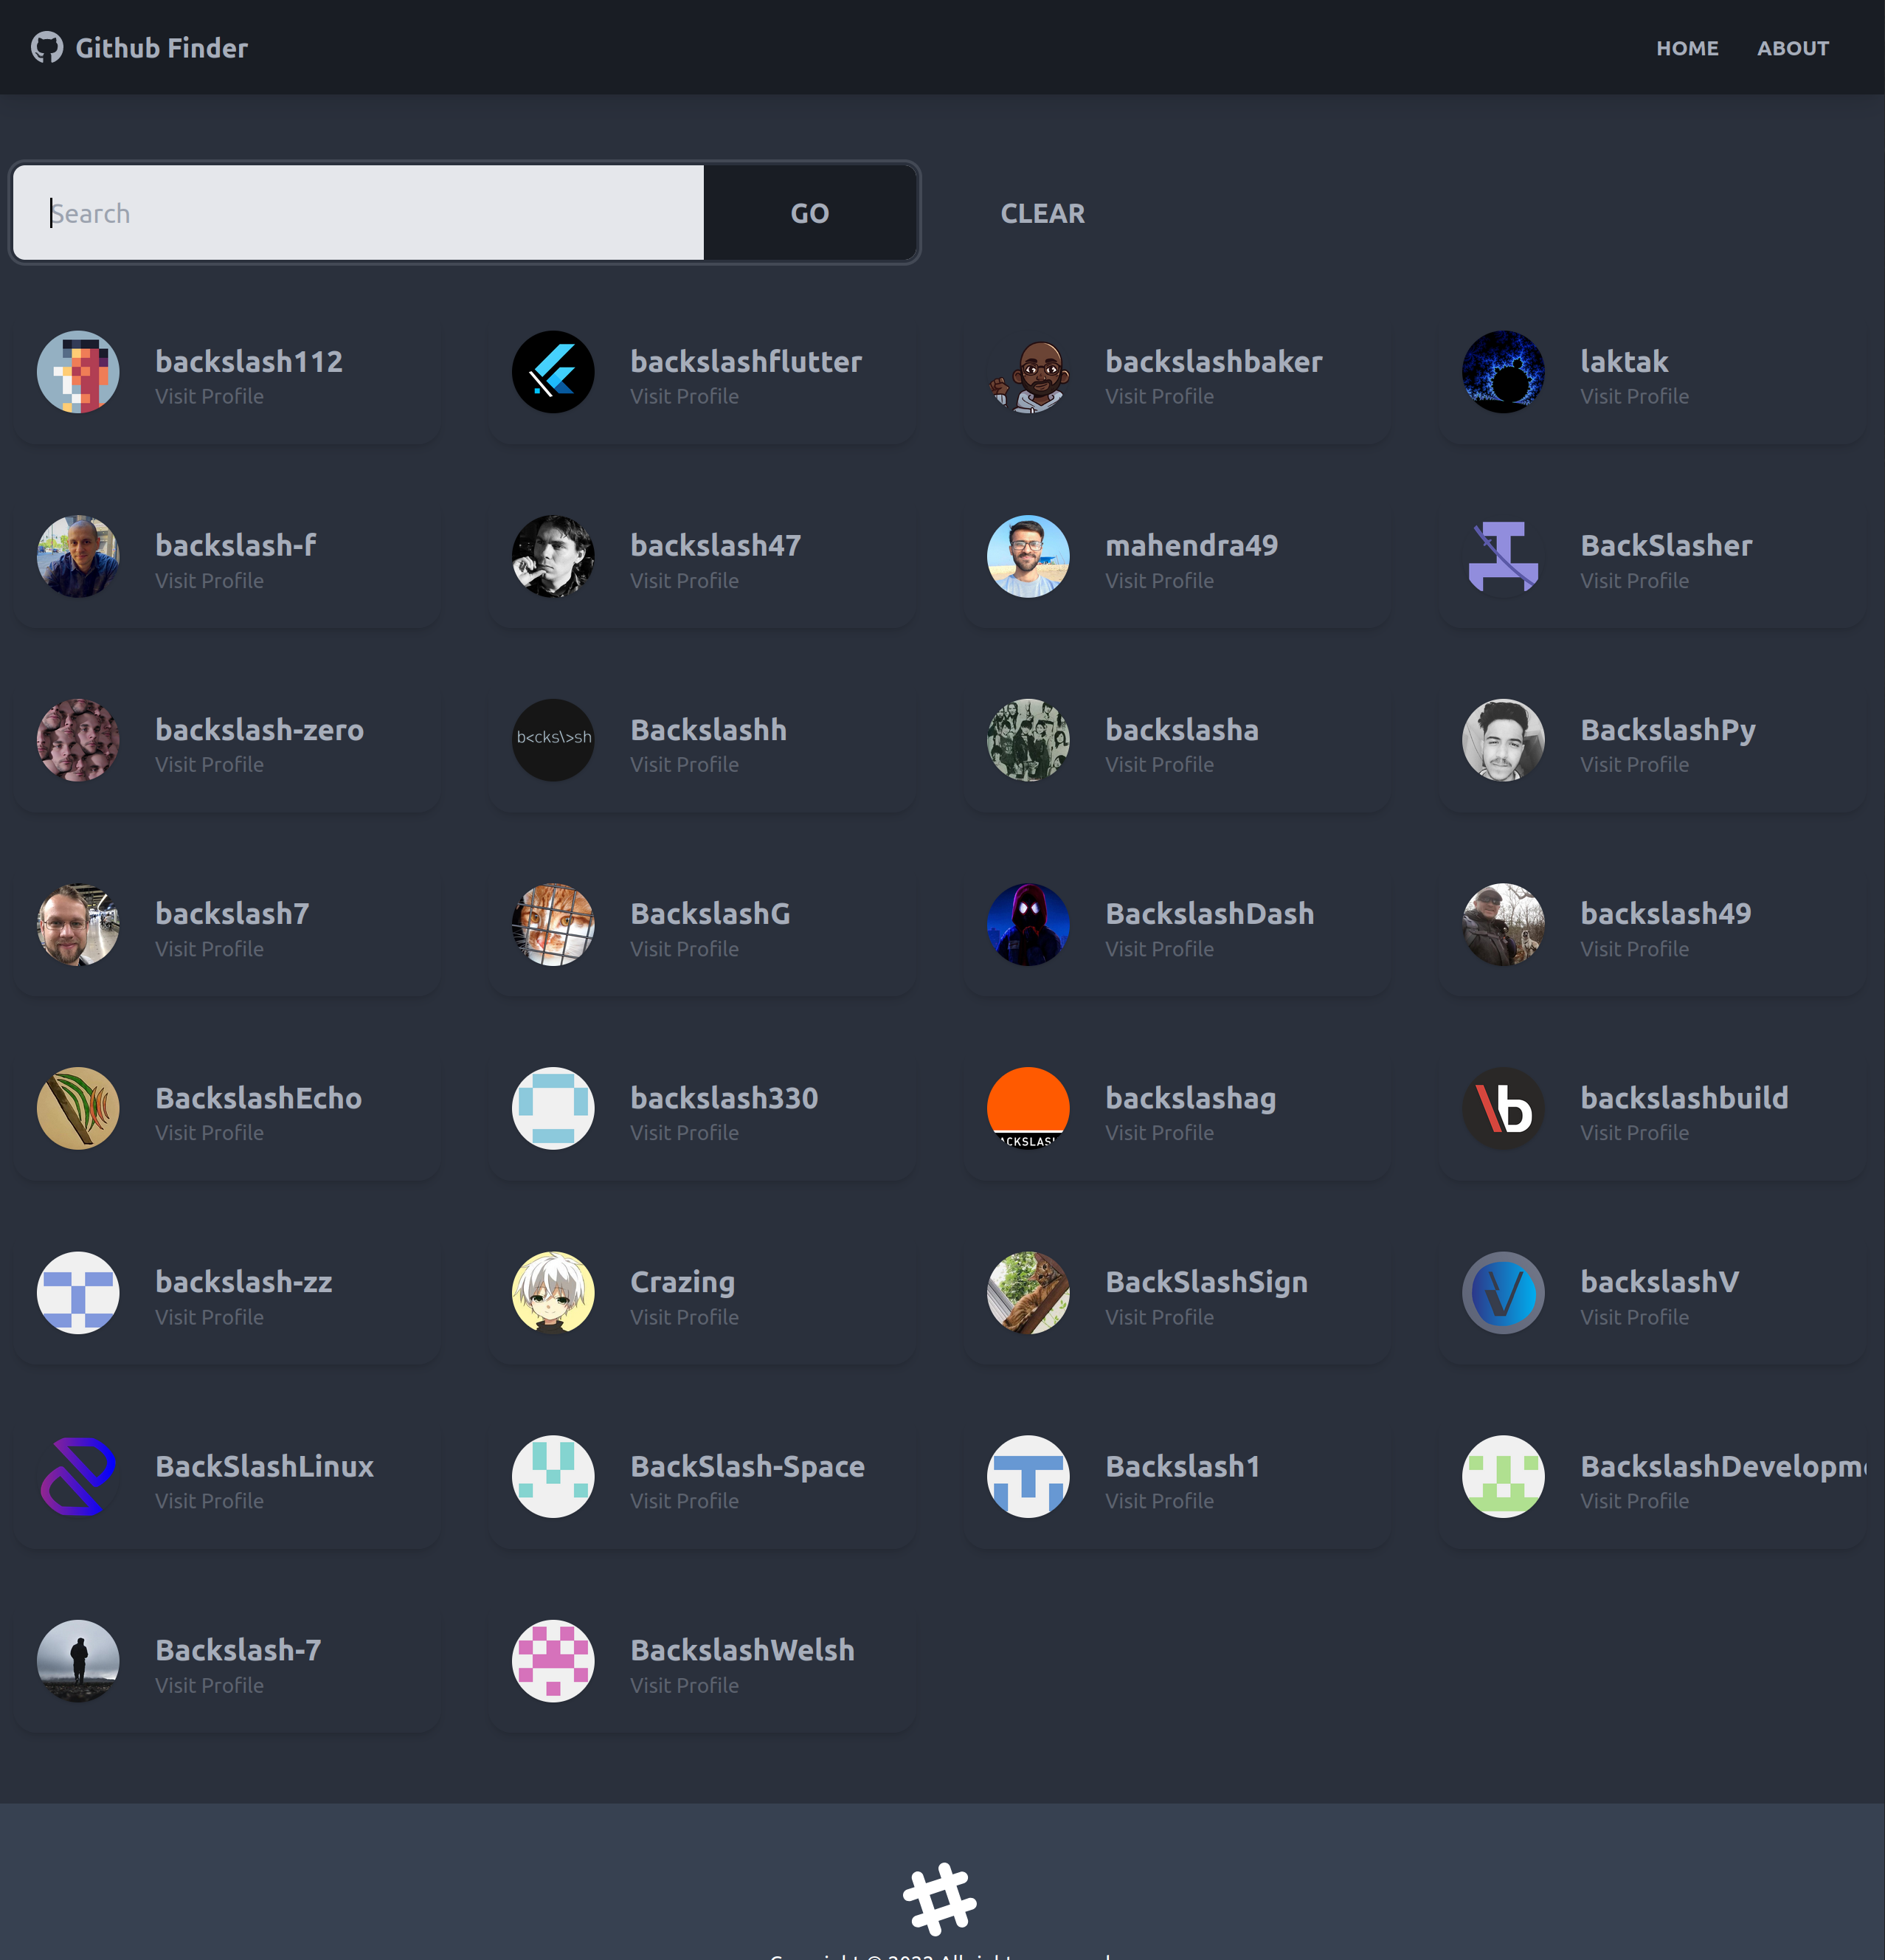 Github Finder
HOME ABOUT
Search
GO
CLEAR
backslash112
Visit Profile
backslashflutter
Visit Profile
backslashbaker
Visit Profile
laktak
Visit Profile
backslash-f
Visit Profile
backslash47
Visit Profile
mahendra49
Visit Profile
BackSlasher
Visit Profile
backslash-zero
Visit Profile
b<cks\>sh
Backslashh
Visit Profile
backslasha
Visit Profile
BackslashPy
Visit Profile
backslash7
Visit Profile
BackslashG
Visit Profile
BackslashDash
Visit Profile
backslash49
Visit Profile
BackslashEcho
Visit Profile
backslash330
Visit Profile
ACKSLAS
backslashag
Visit Profile
\b
backslashbuild
Visit Profile
backslash-zz
Visit Profile
Crazing
Visit Profile
BackSlashSign
Visit Profile
backslashV
Visit Profile
BackSlashLinux
Visit Profile
BackSlash-Space
Visit Profile
Backslash1
Visit Profile
BackslashDevelopm
Visit Profile
Backslash-7
Visit Profile
BackslashWelsh
Visit Profile